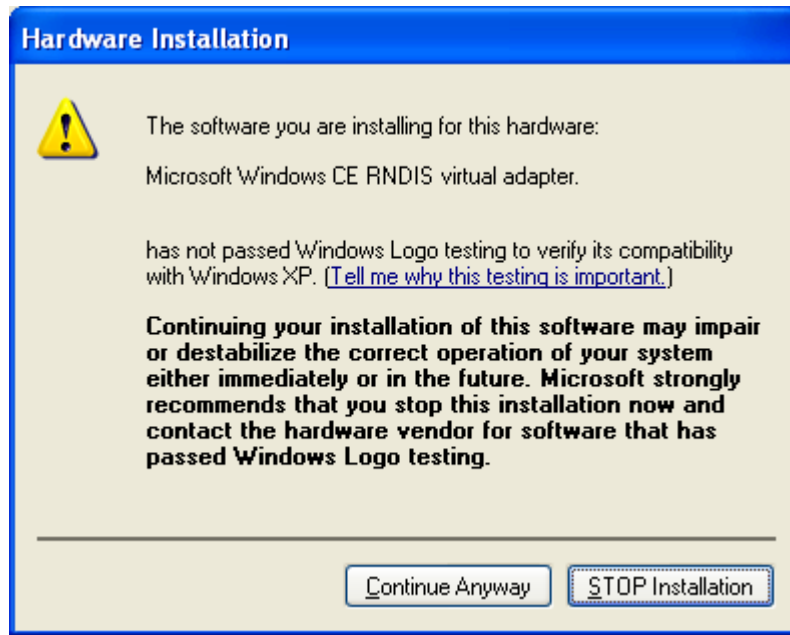 Hardware Installation
The software you are installing for this hardware:
Microsoft Windows CE RNDIS virtual adapter.
has not passed Windows Logo testing to verify its compatibility
with Windows XP. (Tell me why this testing is important.)
Continuing your installation of this software may impair
or destabilize the correct operation of your system
either immediately or in the future. Microsoft strongly
recommends that you stop this installation now and
contact the hardware vendor for software that has
passed Windows Logo testing.
Continue Anyway
STOP Installation